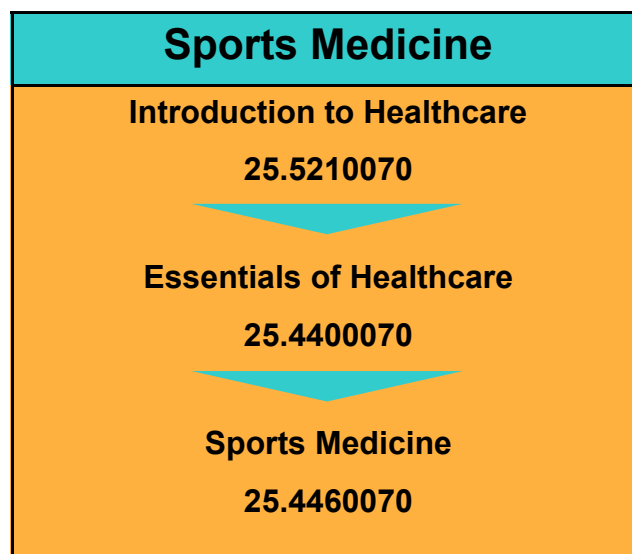 Sports Medicine
Introduction to Healthcare
25.5210070
Essentials of Healthcare
25.4400070
Sports Medicine
25.4460070